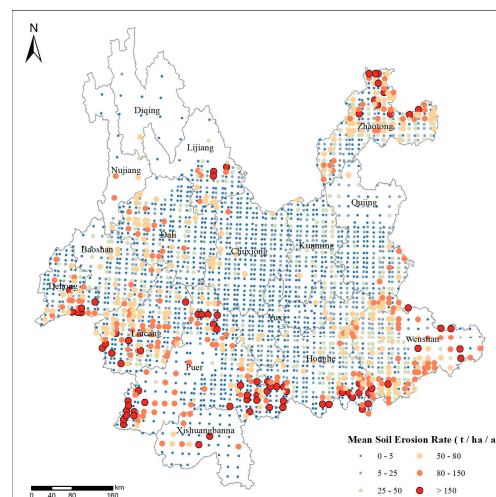 N
Diqing
Zhaotong
Lijiang
Nujiang
Qujing
Dali
Chuxiong
Kunming
Baoshan
Dehong
Yuxi
Lincang
Wenshan
Honghe
Puer
Xishuangbanna
Mean Soil Erosion Rate ( t / ha / a
0 - 5
50 - 80
5 - 25
80 - 150
25 - 50
> 150
0 40 80 160
km